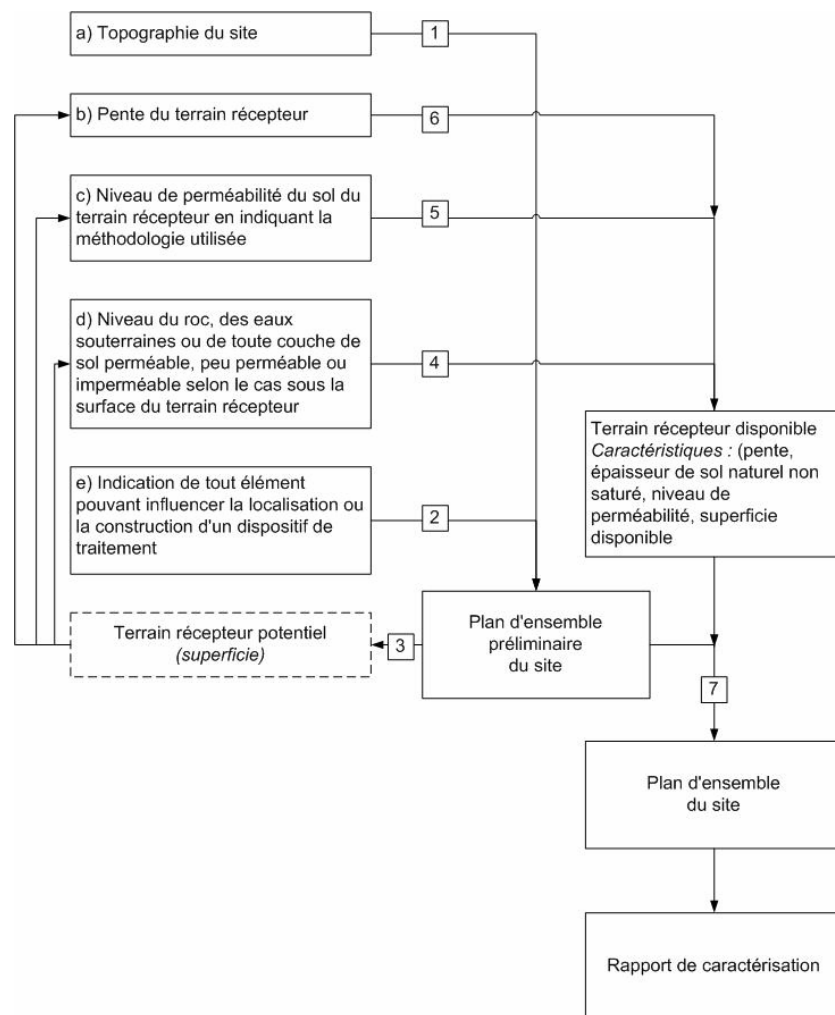 a) Topographie du site
1
b) Pente du terrain récepteur
6
c) Niveau de perméabilité du sol du
terrain récepteur en indiquant la
méthodologie utilisée
5
d) Niveau du roc, des eaux
souterraines ou de toute couche de
sol perméable, peu perméable ou
imperméable selon le cas sous la
surface du terrain récepteur
4
Terrain récepteur disponible
Caractéristiques : (pente,
épaisseur de sol naturel non
saturé, niveau de
perméabilité, superficie
disponible
e) Indication de tout élément
pouvant influencer la localisation ou
la construction d'un dispositif de
traitement
2
Terrain récepteur potentiel
(superficie)
3
Plan d'ensemble
préliminaire
du site
7
Plan d'ensemble
du site
Rapport de caractérisation